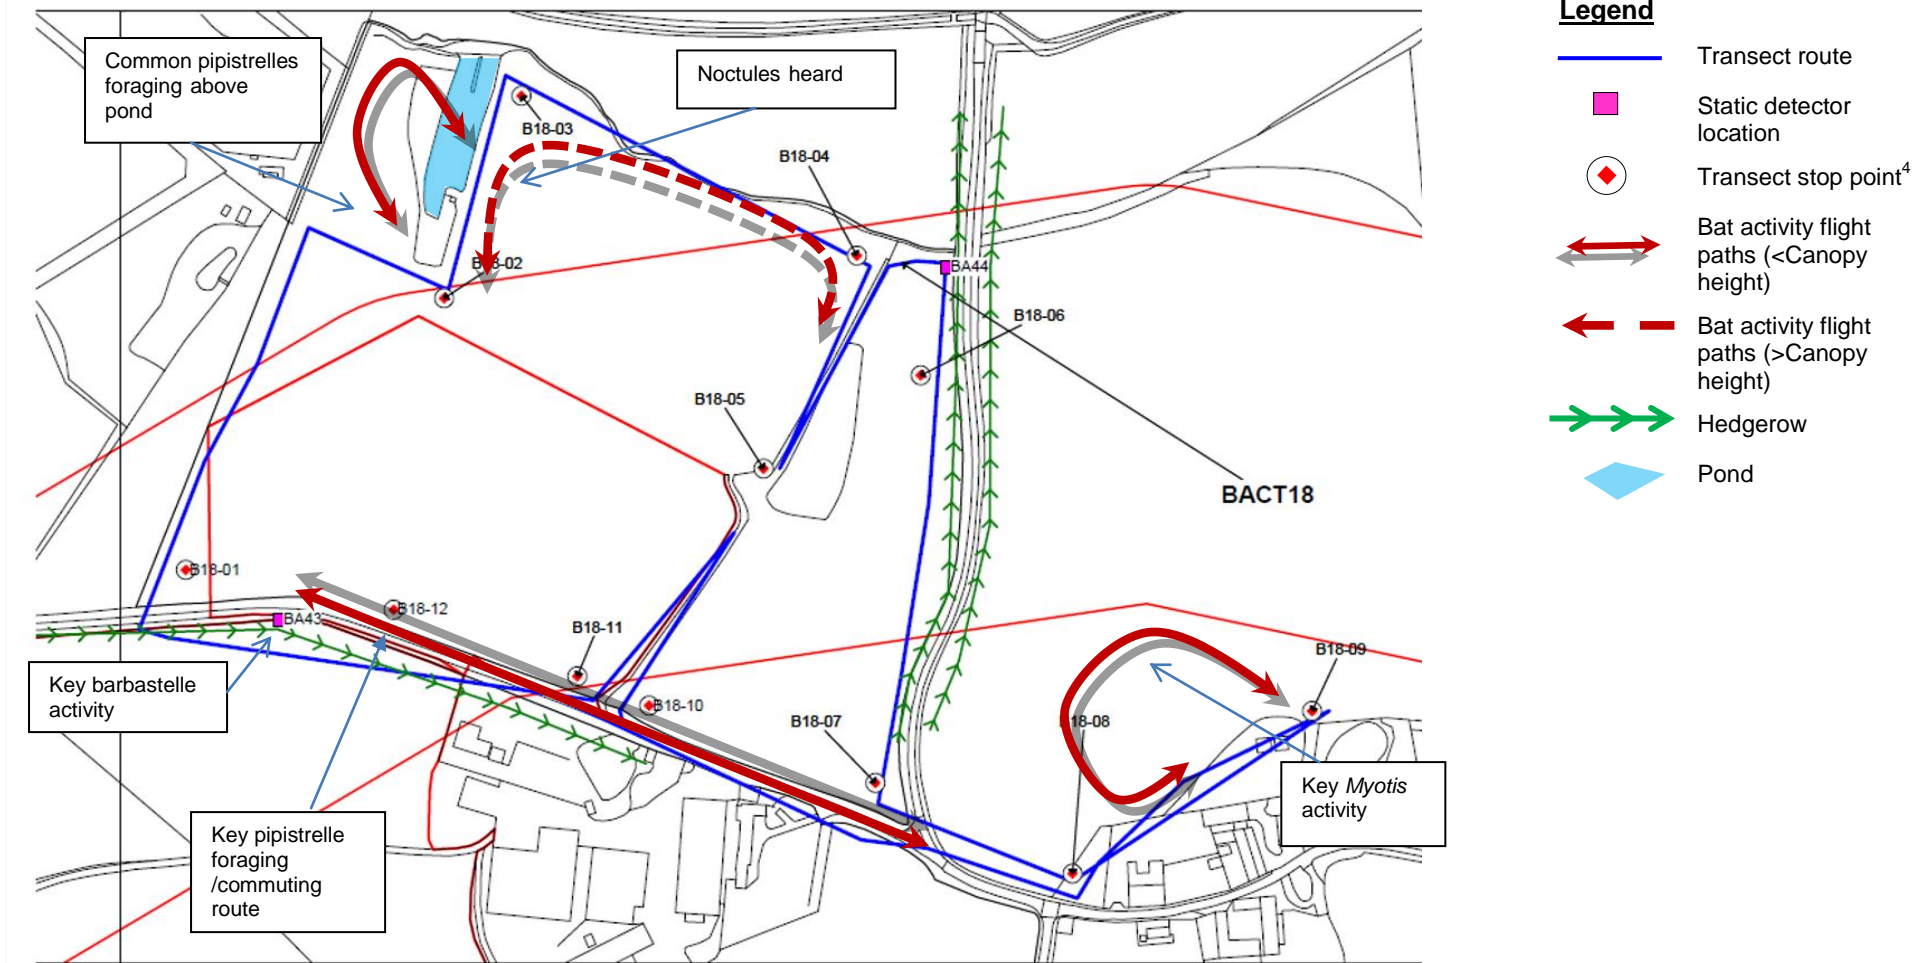 Legend
Transect route
Static detector
location
Transect stop point4
Bat activity flight
paths (<Canopy
height)
Bat activity flight
paths (>Canopy
height)
Hedgerow
Pond
Common pipistrelles
foraging above
pond
Noctules heard
B18-03
B18-04
B18-02
BA44
B18-06
B18-05
BACT18
B18-01
B18-12
BA43
B18-11
B18-09
Key barbastelle
activity
B18-10
B18-07
18-08
Key Myotis
activity
Key pipistrelle
foraging
/commuting
route